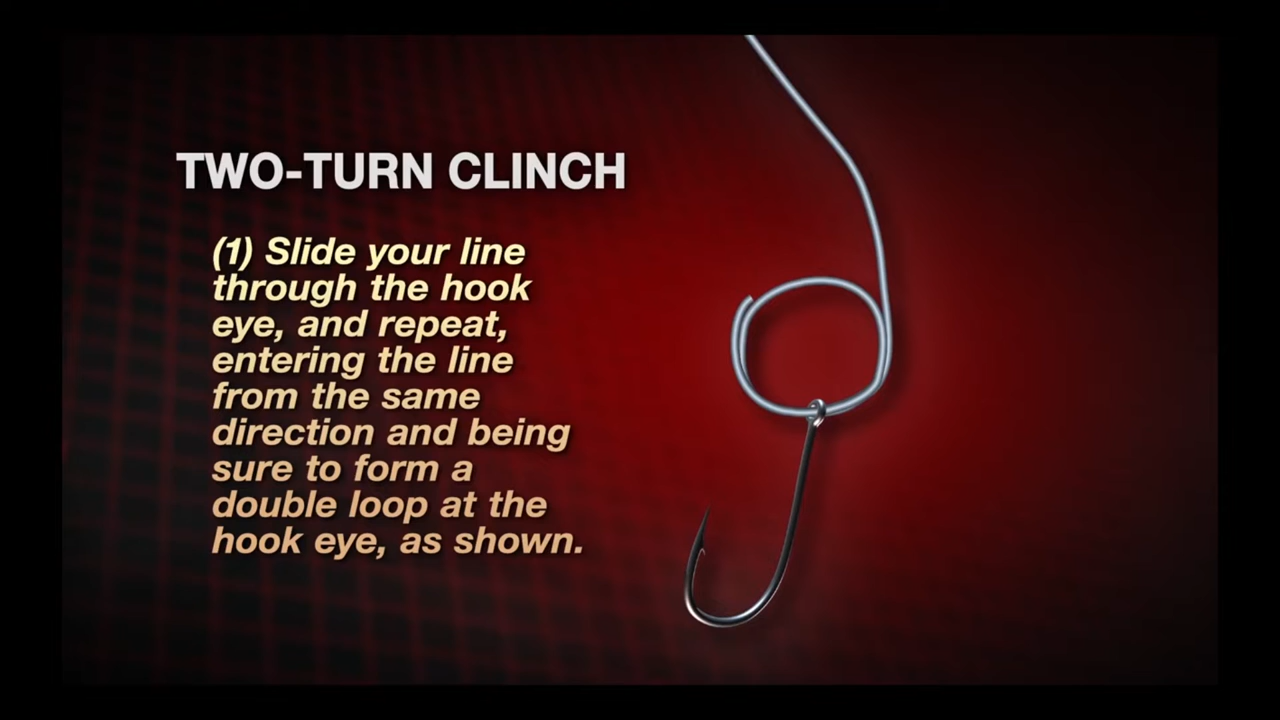 TWO-TURN CLINCH
(1) Slide your line
through the hook
eye, and repeat,
entering the line
from the same
direction and being
sure to form a
double loop at the
hook eye, as shown.